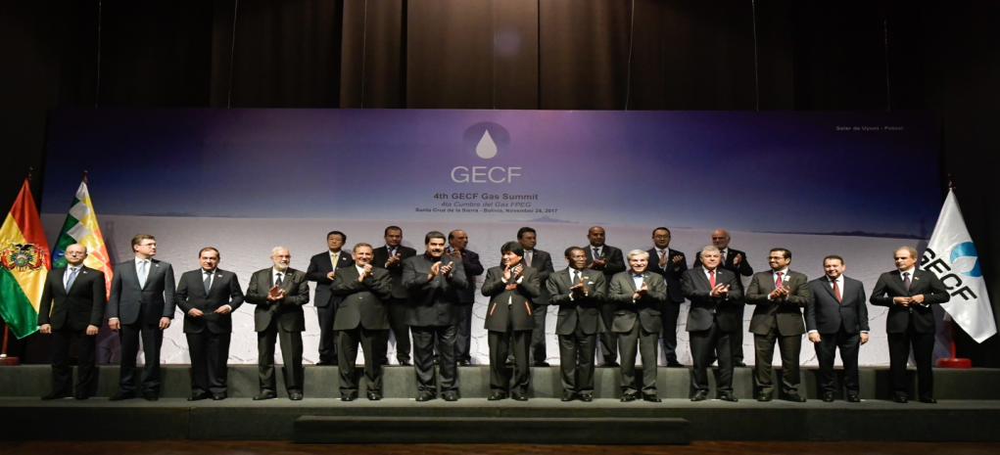 Salar de Uyuni - Potosí
GECF
4th GECF Gas Summit
4ta Cumbre del Gas FPEG
Santa Cruz de la Sierra - Bolivia, November 24, 2017
GECF